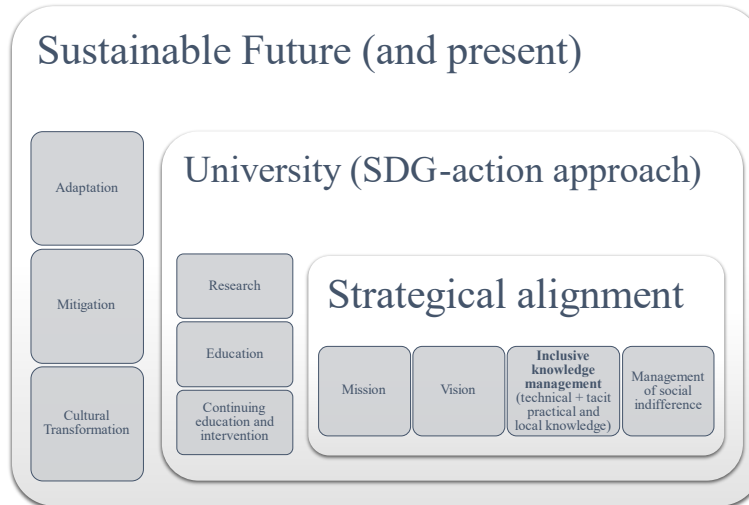 Sustainable Future (and present)
Adaptation
Mitigation
Cultural
Transformation
University (SDG-action approach)
Research
Education
Continuing
education and
intervention
Strategical alignment
Mission
Vision
Inclusive
knowledge
management
(technical + tacit
practical and
local knowledge)
Management
of social
indifference